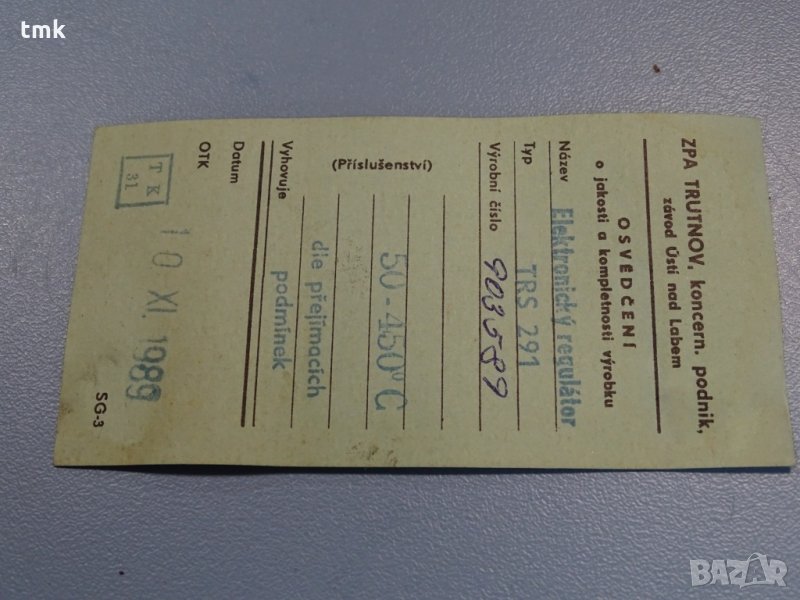 tmk
ZPA TRUTNOV. koncern. podnik,
závod Ústí nad Labem
OSVĚDČENÍ
o jakosti a kompletnosti výrobku
Název Elektronický regulátor
Typ TRS 291
Výrobní číslo 903589
(Příslušenství)
50-450°C
Vyhovuje dle přejímacích
podmínek
Datum
10 XI. 1989
OTK
TK
31
SG-3
BAZAR